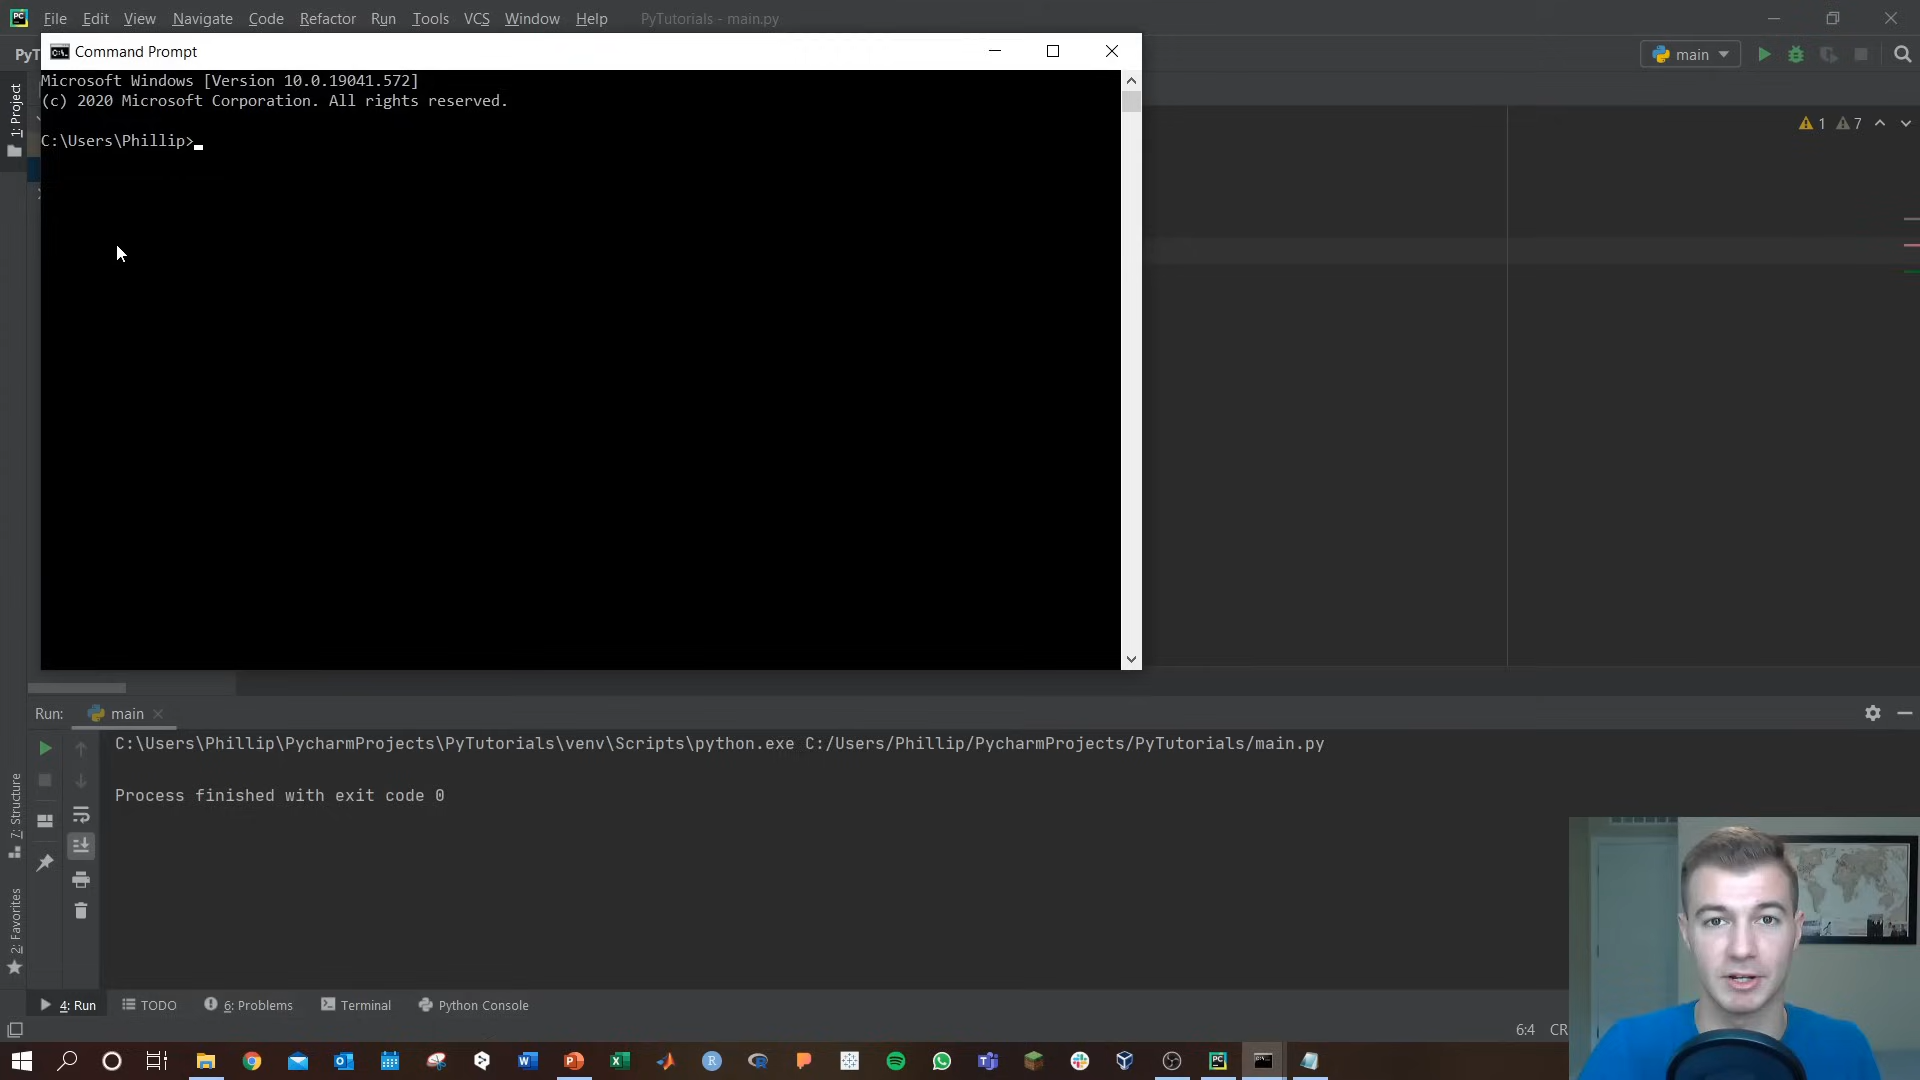 File Edit View Navigate Code Refactor Run Tools VCS Window Help PyTutorials - main.py
PyT
main
Command Prompt
Microsoft Windows [Version 10.0.19041.572]
(c) 2020 Microsoft Corporation. All rights reserved.
C:\Users\Phillip>
1: Project
1 7
Run: main
C:\Users\Phillip\PycharmProjects\PyTutorials\venv\Scripts\python.exe C:/Users/Phillip/PycharmProjects/PyTutorials/main.py
Process finished with exit code 0
7: Structure
2: Favorites
4: Run TODO 6: Problems Terminal Python Console
6:4 CR